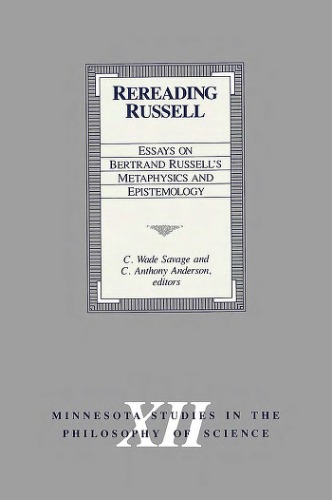 REREADING
RUSSELL
ESSAYS ON
BERTRAND RUSSELL'S
METAPHYSICS AND
EPISTEMOLOGY
C. Wade Savage and
C. Anthony Anderson,
editors
XII
MINNESOTA STUDIES IN THE
PHILOSOPHY OF SCIENCE